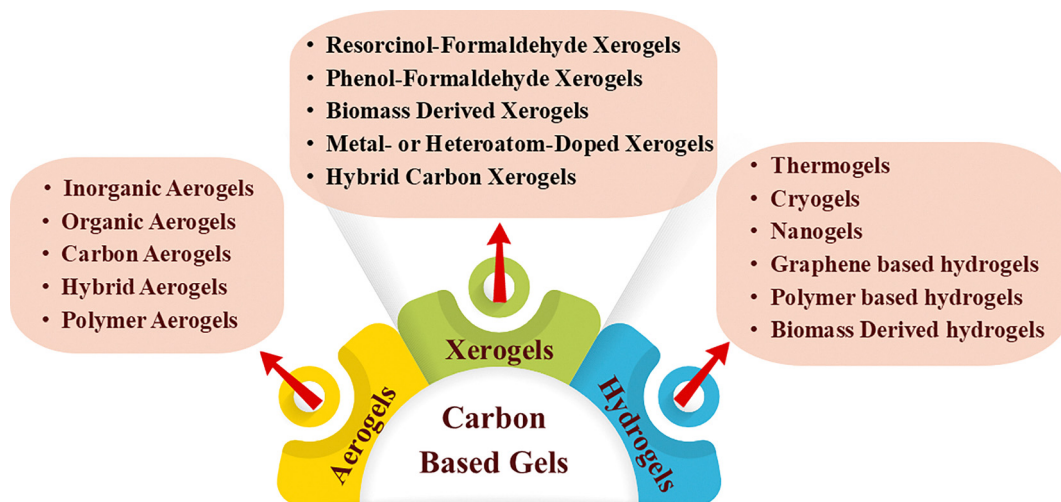 • Resorcinol-Formaldehyde Xerogels
• Phenol-Formaldehyde Xerogels
• Biomass Derived Xerogels
• Metal- or Heteroatom-Doped Xerogels
• Hybrid Carbon Xerogels
• Inorganic Aerogels
• Organic Aerogels
• Carbon Aerogels
• Hybrid Aerogels
• Polymer Aerogels
• Thermogels
• Cryogels
• Nanogels
• Graphene based hydrogels
• Polymer based hydrogels
• Biomass Derived hydrogels
Aerogels
Xerogels
Hydrogels
Carbon
Based Gels